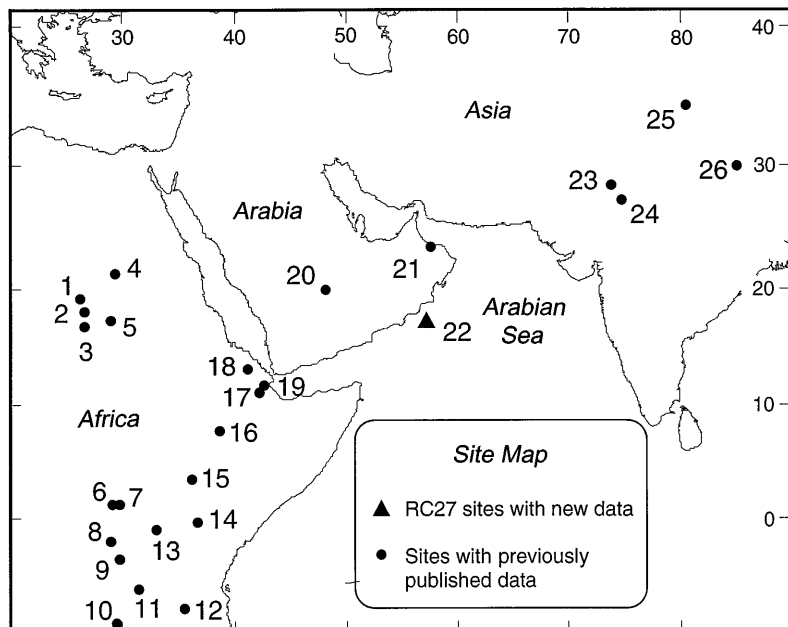 30 40 50 60 70 80 40
Asia
25
30
23
26
24
Arabia
4
21
1
20
20
2
5
Arabian
Sea
3
22
18
19
17
10
Africa
16
Site Map
15
6 7
RC27 sites with new data
8
14
0
13
9
Sites with previously
published data
11
10
12